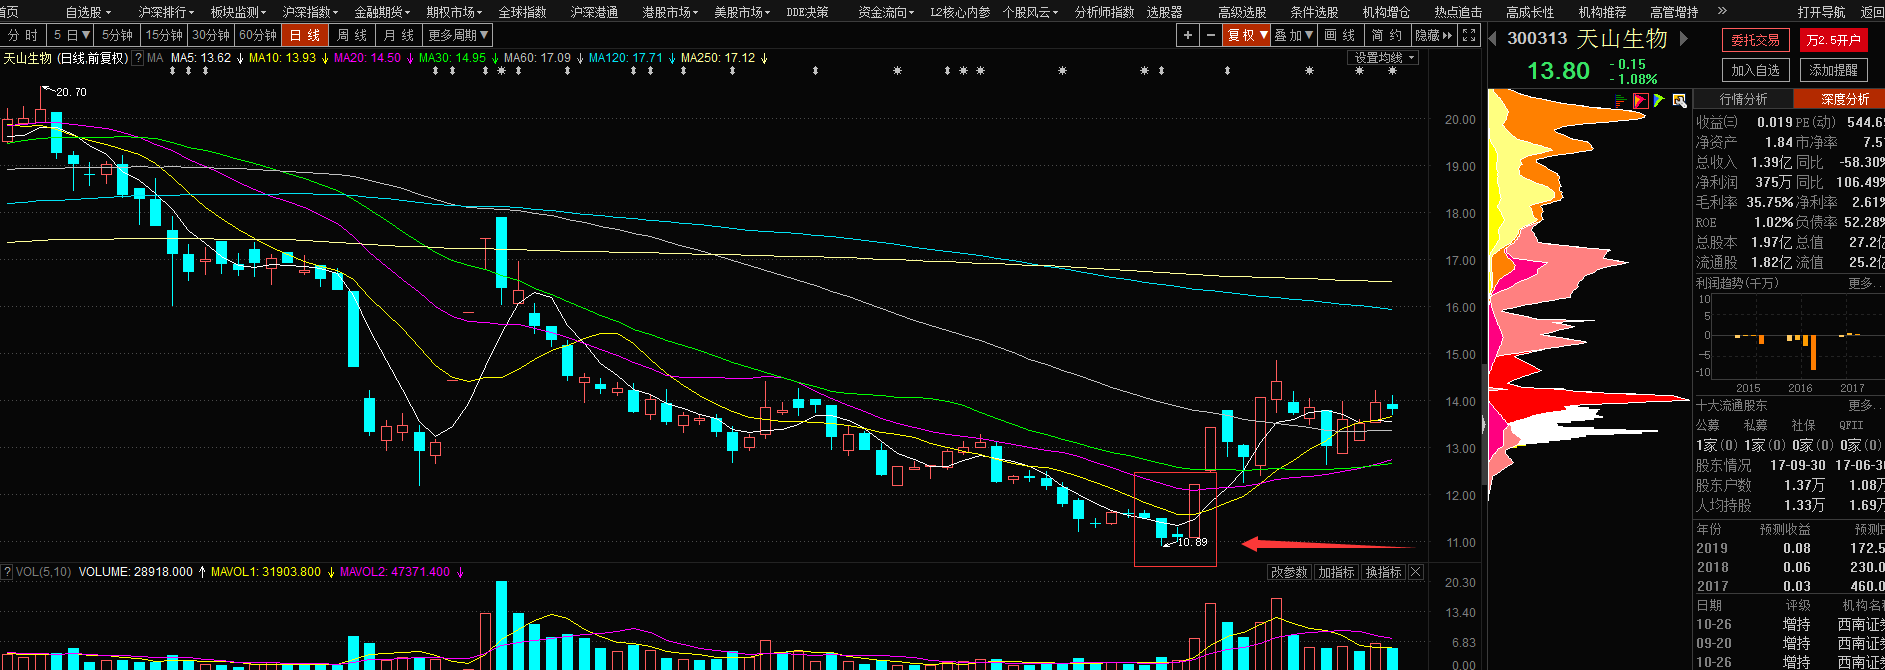 首页 自选股 沪深排行 板块监测 沪深指数 金融期货 期权市场 全球指数 沪深港通 港股市场 美股市场 DDE决策 资金流向 L2核心内参 个股风云 分析师指数 选股器 高级选股 条件选股 机构增仓 热点追击 高成长性 机构推荐 高管增持 » 打开导航 返回
分时 5日▼ 5分钟 15分钟 30分钟 60分钟 日线 周线 月线 更多周期▼ + − 复权▼ 叠加▼ 画线 简约 隐藏
天山生物 (日线,前复权) ? MA MA5: 13.62 ↓ MA10: 13.93 ↓ MA20: 14.50 ↓ MA30: 14.95 ↓ MA60: 17.09 ↓ MA120: 17.71 ↓ MA250: 17.12 ↓ 设置均线
20.70
20.00
19.00
18.00
17.00
16.00
15.00
14.00
13.00
12.00
11.00
10.89
? VOL(5,10) VOLUME: 28918.000 ↑ MAVOL1: 31903.800 ↓ MAVOL2: 47371.400 ↓ 改参数 加指标 换指标
20.30
13.40
6.83
0.00
300313 天山生物
13.80 -0.15
-1.08%
委托交易 万2.5开户
加入自选 添加提醒
行情分析 深度分析
收益㈢ 0.019 PE(动) 544.6
净资产 1.84 市净率 7.5
总收入 1.39亿 同比 -58.30%
净利润 375万 同比 106.49%
毛利率 35.75% 净利率 2.61%
ROE 1.02% 负债率 52.28%
总股本 1.97亿 总值 27.2亿
流通股 1.82亿 流值 25.2亿
利润趋势(千万) 更多..
10
5
0
-5
-10
2015 2016 2017
十大流通股东 更多..
公募 私募 社保 QFII
1家(0) 1家(0) 0家(0) 0家(0)
股东情况 17-09-30 17-06-30
股东户数 1.37万 1.08万
人均持股 1.33万 1.69万
年份 预测收益 预测
2019 0.08 172.5
2018 0.06 230.0
2017 0.03 460.0
日期 评级 机构名称
10-26 增持 西南证券
09-20 增持 西南证券
10-26 增持 西南证券